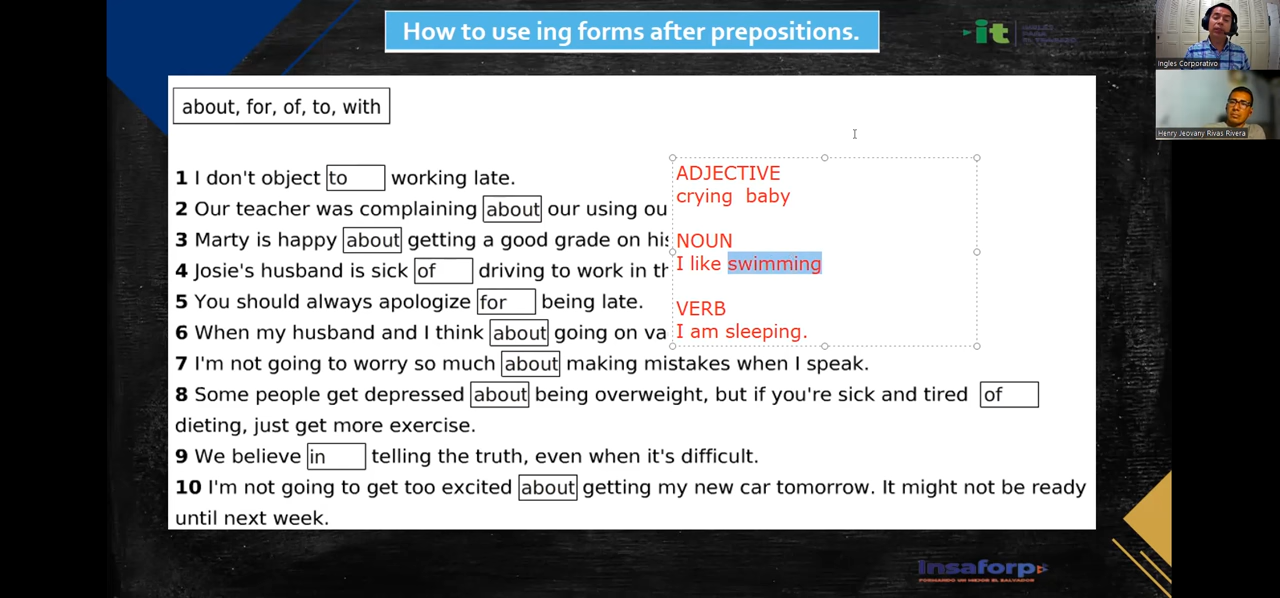 How to use ing forms after prepositions.
it
Ingles Corporativo
Henry Jeovany Rivas Rivera
about, for, of, to, with
1 I don't object to working late.
2 Our teacher was complaining about our using ou
3 Marty is happy about getting a good grade on his
4 Josie's husband is sick of driving to work in th
5 You should always apologize for being late.
6 When my husband and I think about going on va
7 I'm not going to worry so much about making mistakes when I speak.
8 Some people get depressed about being overweight, but if you're sick and tired of
dieting, just get more exercise.
9 We believe in telling the truth, even when it's difficult.
10 I'm not going to get too excited about getting my new car tomorrow. It might not be ready
until next week.
ADJECTIVE
crying baby
NOUN
I like swimming
VERB
I am sleeping.
insaforp
FORMANDO UN MEJOR EL SALVADOR